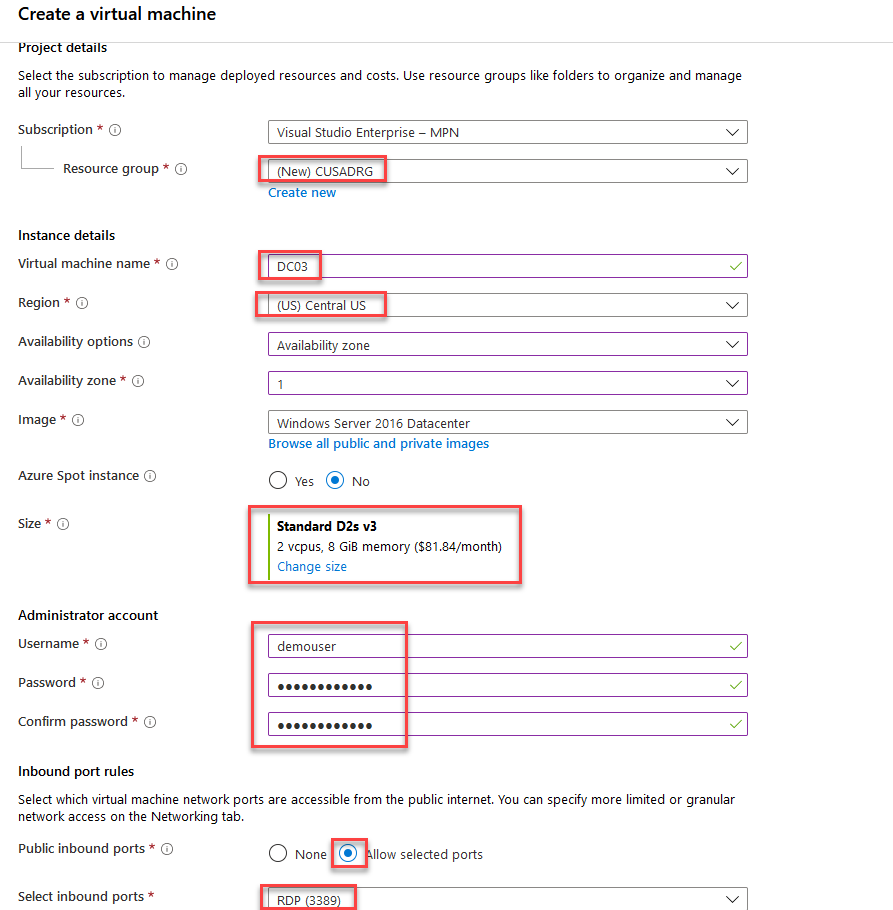 Create a virtual machine
Project details
Select the subscription to manage deployed resources and costs. Use resource groups like folders to organize and manage
all your resources.
Subscription * Visual Studio Enterprise – MPN
Resource group * (New) CUSADRG
Create new
Instance details
Virtual machine name * DC03
Region * (US) Central US
Availability options Availability zone
Availability zone * 1
Image * Windows Server 2016 Datacenter
Browse all public and private images
Azure Spot instance Yes No
Size * Standard D2s v3
2 vcpus, 8 GiB memory ($81.84/month)
Change size
Administrator account
Username * demouser
Password * ●●●●●●●●●●●●
Confirm password * ●●●●●●●●●●●●
Inbound port rules
Select which virtual machine network ports are accessible from the public internet. You can specify more limited or granular
network access on the Networking tab.
Public inbound ports * None Allow selected ports
Select inbound ports * RDP (3389)